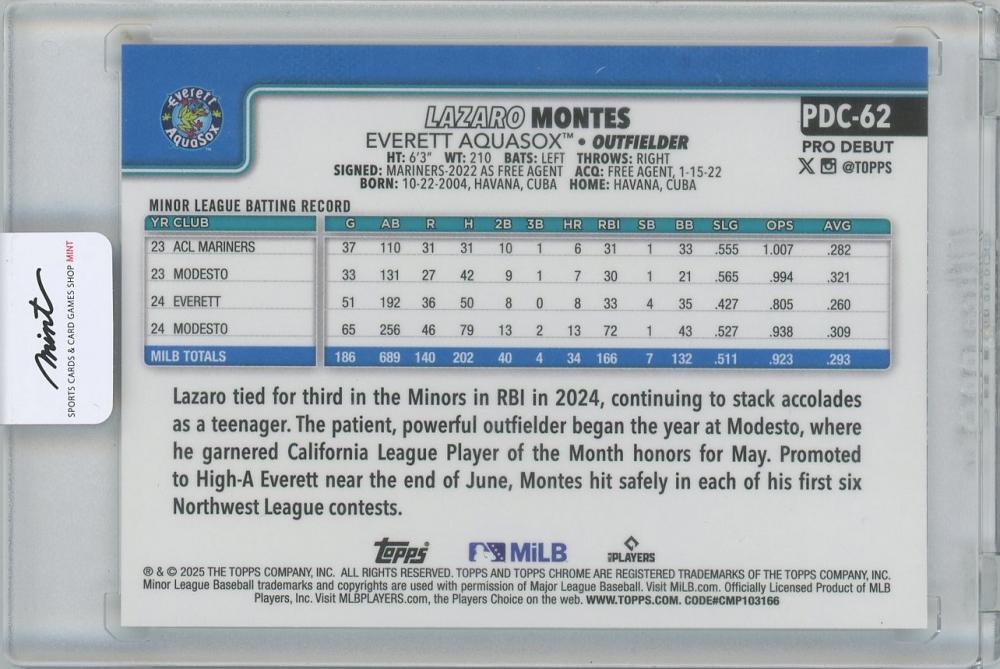 Everett
AquaSox
LAZARO MONTES
EVERETT AQUASOX™ • OUTFIELDER
HT: 6'3" WT: 210 BATS: LEFT THROWS: RIGHT
SIGNED: MARINERS-2022 AS FREE AGENT ACQ: FREE AGENT, 1-15-22
BORN: 10-22-2004, HAVANA, CUBA HOME: HAVANA, CUBA
PDC-62
PRO DEBUT
X @TOPPS
MINOR LEAGUE BATTING RECORD
YR CLUB G AB R H 2B 3B HR RBI SB BB SLG OPS AVG
23 ACL MARINERS 37 110 31 31 10 1 6 31 1 33 .555 1.007 .282
23 MODESTO 33 131 27 42 9 1 7 30 1 21 .565 .994 .321
24 EVERETT 51 192 36 50 8 0 8 33 4 35 .427 .805 .260
24 MODESTO 65 256 46 79 13 2 13 72 1 43 .527 .938 .309
MILB TOTALS 186 689 140 202 40 4 34 166 7 132 .511 .923 .293
Lazaro tied for third in the Minors in RBI in 2024, continuing to stack accolades
as a teenager. The patient, powerful outfielder began the year at Modesto, where
he garnered California League Player of the Month honors for May. Promoted
to High-A Everett near the end of June, Montes hit safely in each of his first six
Northwest League contests.
Topps MiLB PLAYERS
® & © 2025 THE TOPPS COMPANY, INC. ALL RIGHTS RESERVED. TOPPS AND TOPPS CHROME ARE REGISTERED TRADEMARKS OF THE TOPPS COMPANY, INC.
Minor League Baseball trademarks and copyrights are used with permission of Major League Baseball. Visit MiLB.com. Officially Licensed Product of MLB
Players, Inc. Visit MLBPLAYERS.com, the Players Choice on the web. WWW.TOPPS.COM. CODE#CMP103166
mint
SPORTS CARDS & CARD GAMES SHOP MINT